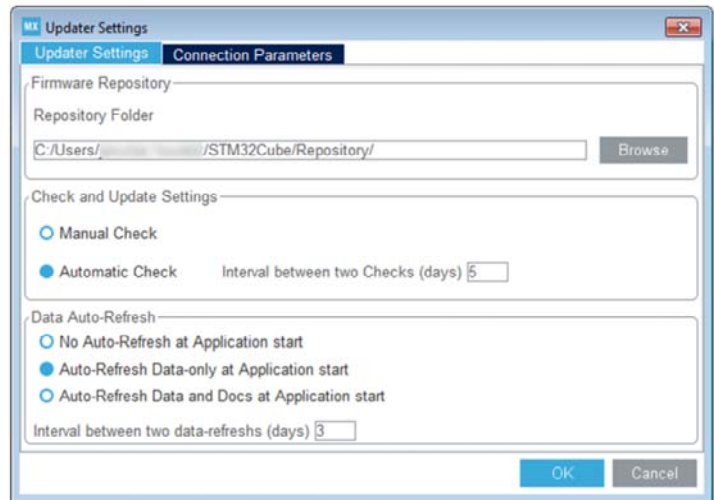 MX Updater Settings
Updater Settings Connection Parameters
Firmware Repository
Repository Folder
C:/Users/ /STM32Cube/Repository/ Browse
Check and Update Settings
Manual Check
Automatic Check Interval between two Checks (days) 5
Data Auto-Refresh
No Auto-Refresh at Application start
Auto-Refresh Data-only at Application start
Auto-Refresh Data and Docs at Application start
Interval between two data-refreshs (days) 3
OK Cancel